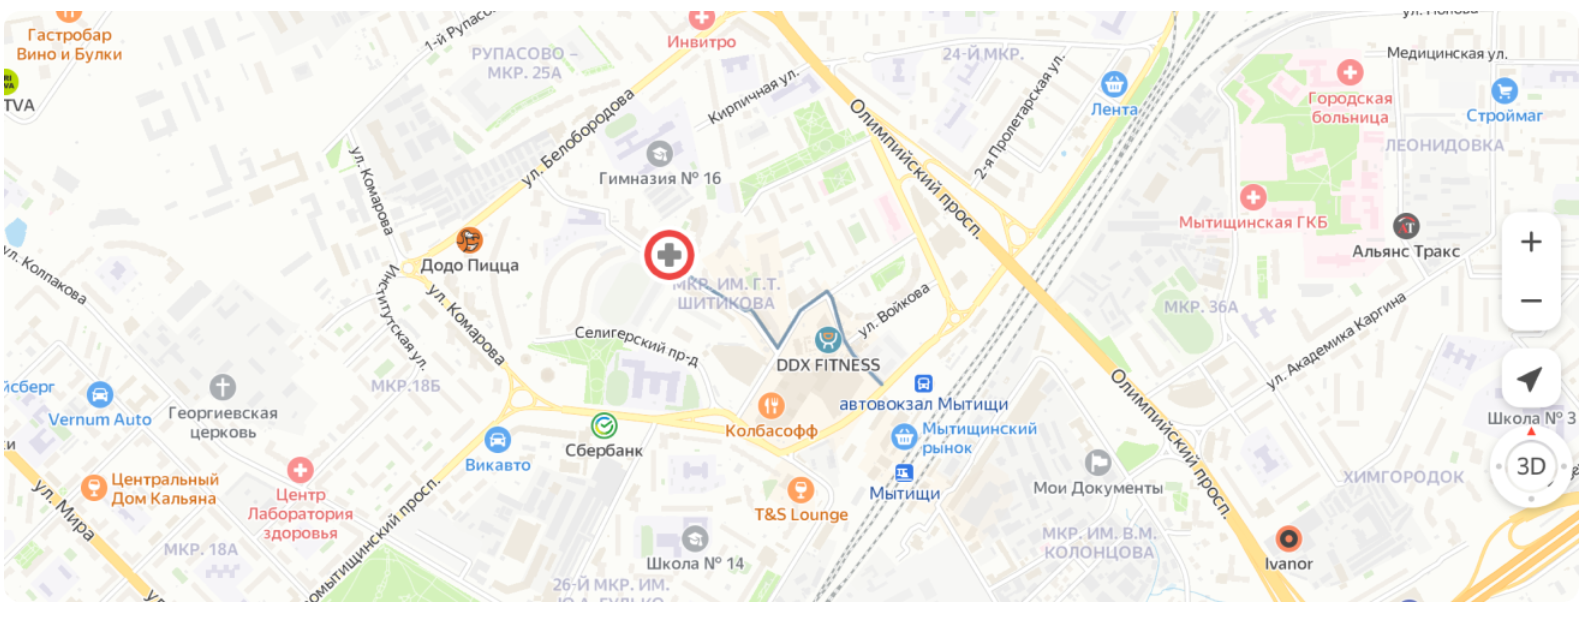 Гастробар
Вино и Булки
TVA
РУПАСОВО –
МКР. 25А
Инвитро
24-Й МКР.
Медицинская ул.
Кирпичная ул.
Лента
Городская
больница
Строймаг
ул. Белобородова
Олимпийский просп.
2-я Пролетарская ул.
ЛЕОНИДОВКА
ул. Комарова
Гимназия № 16
Мытищинская ГКБ
Альянс Тракс
ул. Колпакова
Додо Пицца
МКР. ИМ. Г.Т.
ШИТИКОВА
Институтская ул.
ул. Комарова
ул. Войкова
МКР. 36А
ул. Академика Каргина
Селигерский пр-д
DDX FITNESS
МКР.18Б
йсберг
Vernum Auto
Георгиевская
церковь
автовокзал Мытищи
Олимпийский просп.
Школа № 3
Колбасофф
Мытищинский
рынок
Сбербанк
Викавто
3D
Центральный
Дом Кальяна
Центр
Лаборатория
здоровья
Мытищи
Мои Документы
ХИМГОРОДОК
ул. Мира
T&S Lounge
МКР. 18А
Школа № 14
МКР. ИМ. В.М.
КОЛОНЦОВА
Ivanor
26-Й МКР. ИМ.